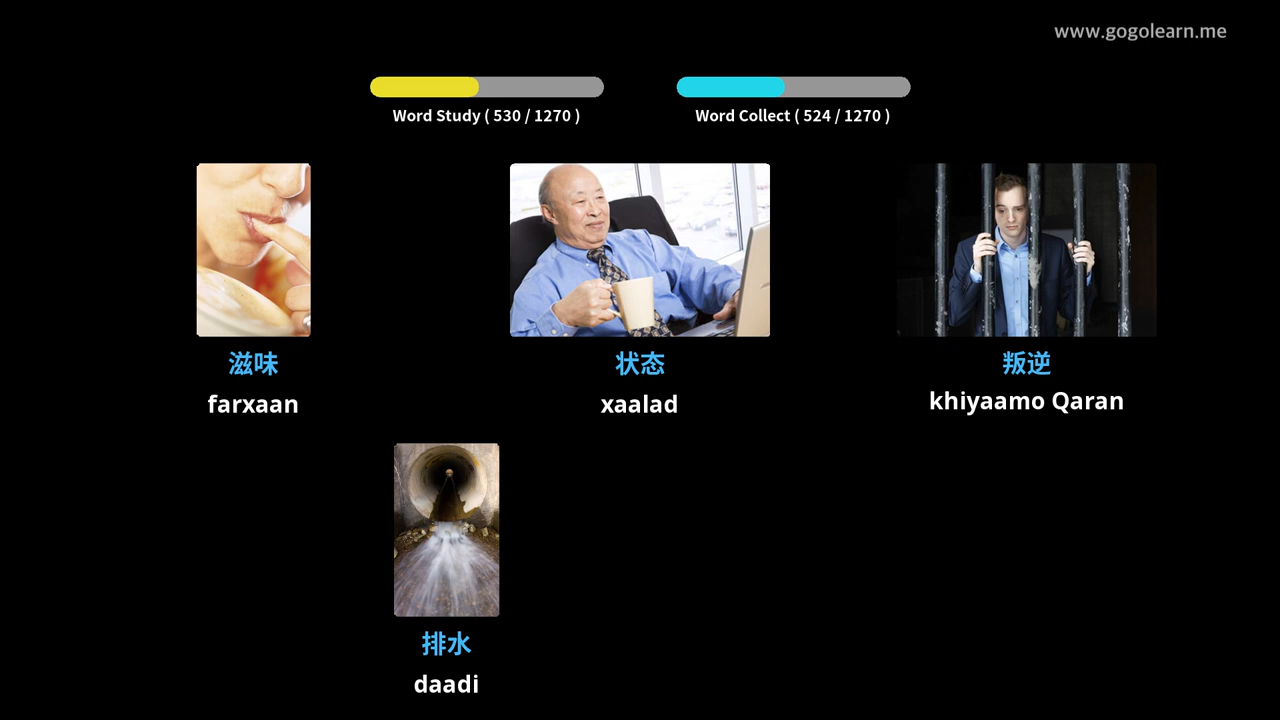 www.gogolearn.me
Word Study ( 530 / 1270 )
Word Collect ( 524 / 1270 )
滋味
farxaan
状态
xaalad
叛逆
khiyaamo Qaran
排水
daadi